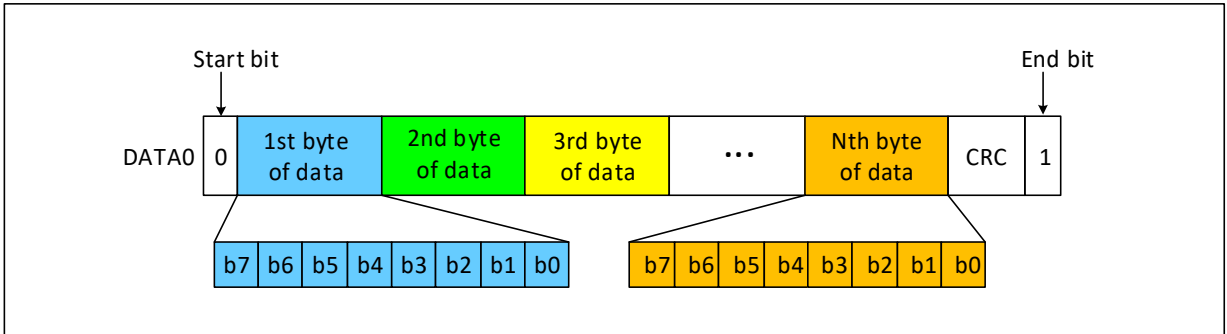 Start bit
End bit
DATA0
0
1st byte
of data
2nd byte
of data
3rd byte
of data
...
Nth byte
of data
CRC
1
b7 b6 b5 b4 b3 b2 b1 b0
b7 b6 b5 b4 b3 b2 b1 b0